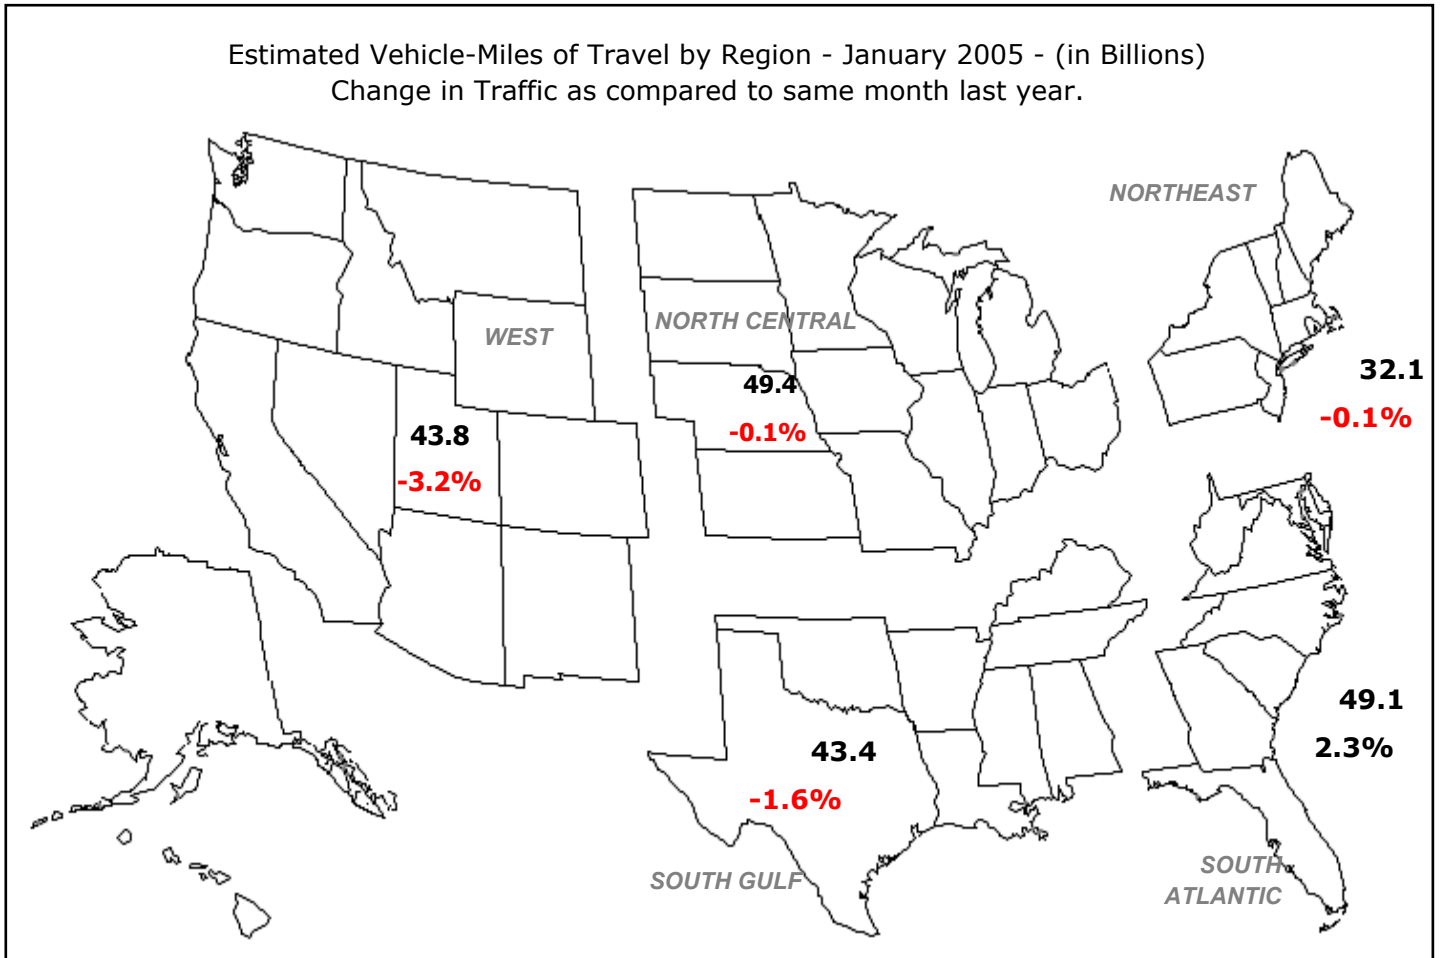 Estimated Vehicle-Miles of Travel by Region - January 2005 - (in Billions)
Change in Traffic as compared to same month last year.
NORTHEAST
WEST
NORTH CENTRAL
32.1
-0.1%
49.4
-0.1%
43.8
-3.2%
49.1
2.3%
43.4
-1.6%
SOUTH GULF
SOUTH
ATLANTIC